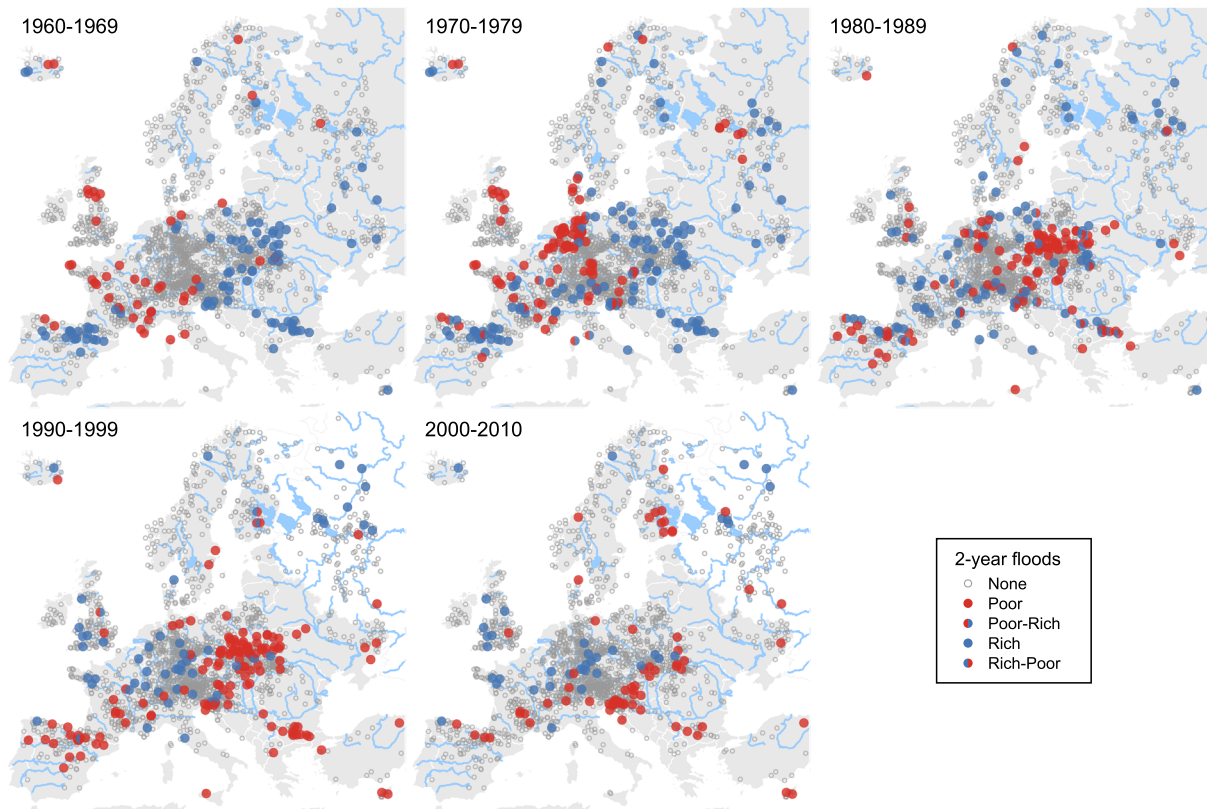 1960-1969
1970-1979
1980-1989
1990-1999
2000-2010
2-year floods
None
Poor
Poor-Rich
Rich
Rich-Poor